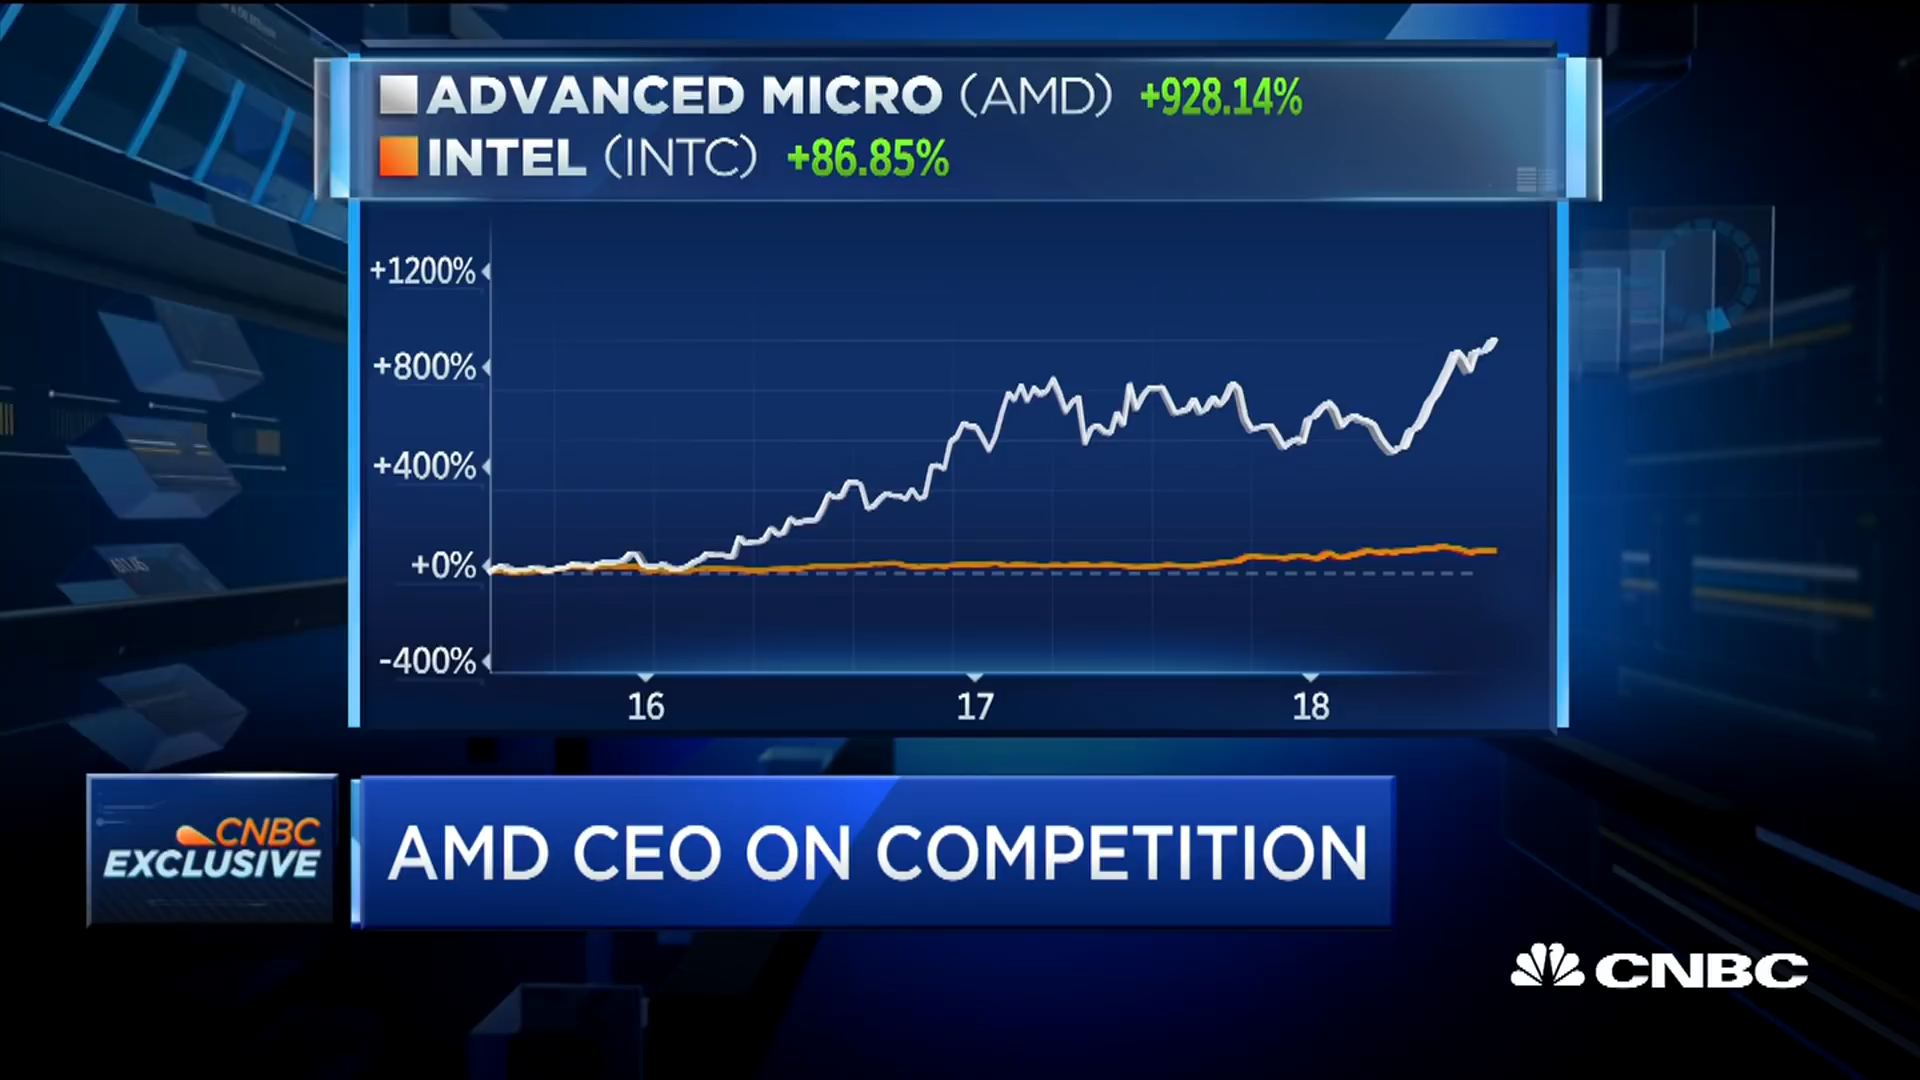 ADVANCED MICRO (AMD) +928.14%
INTEL (INTC) +86.85%
+1200%
+800%
+400%
+0%
-400%
16 17 18
CNBC
EXCLUSIVE
AMD CEO ON COMPETITION
CNBC